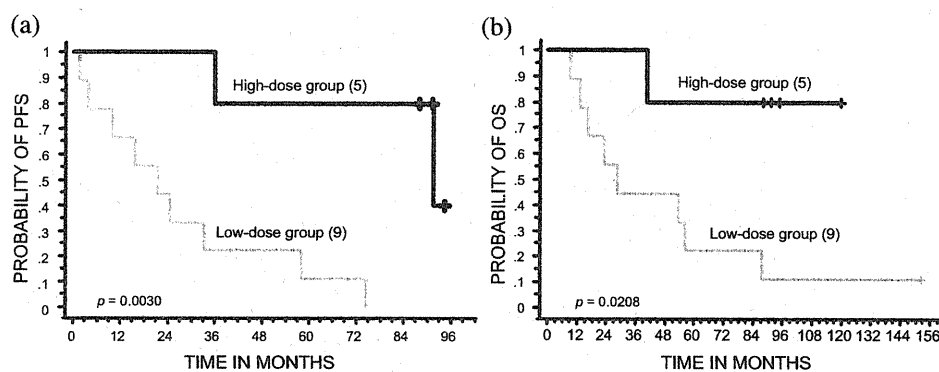 (a)
PROBABILITY OF PFS
1
.9
.8
.7
.6
.5
.4
.3
.2
.1
0
High-dose group (5)
Low-dose group (9)
p = 0.0030
0 12 24 36 48 60 72 84 96
TIME IN MONTHS
(b)
PROBABILITY OF OS
1
.9
.8
.7
.6
.5
.4
.3
.2
.1
0
High-dose group (5)
Low-dose group (9)
p = 0.0208
0 12 24 36 48 60 72 84 96 108 120 132 144 156
TIME IN MONTHS